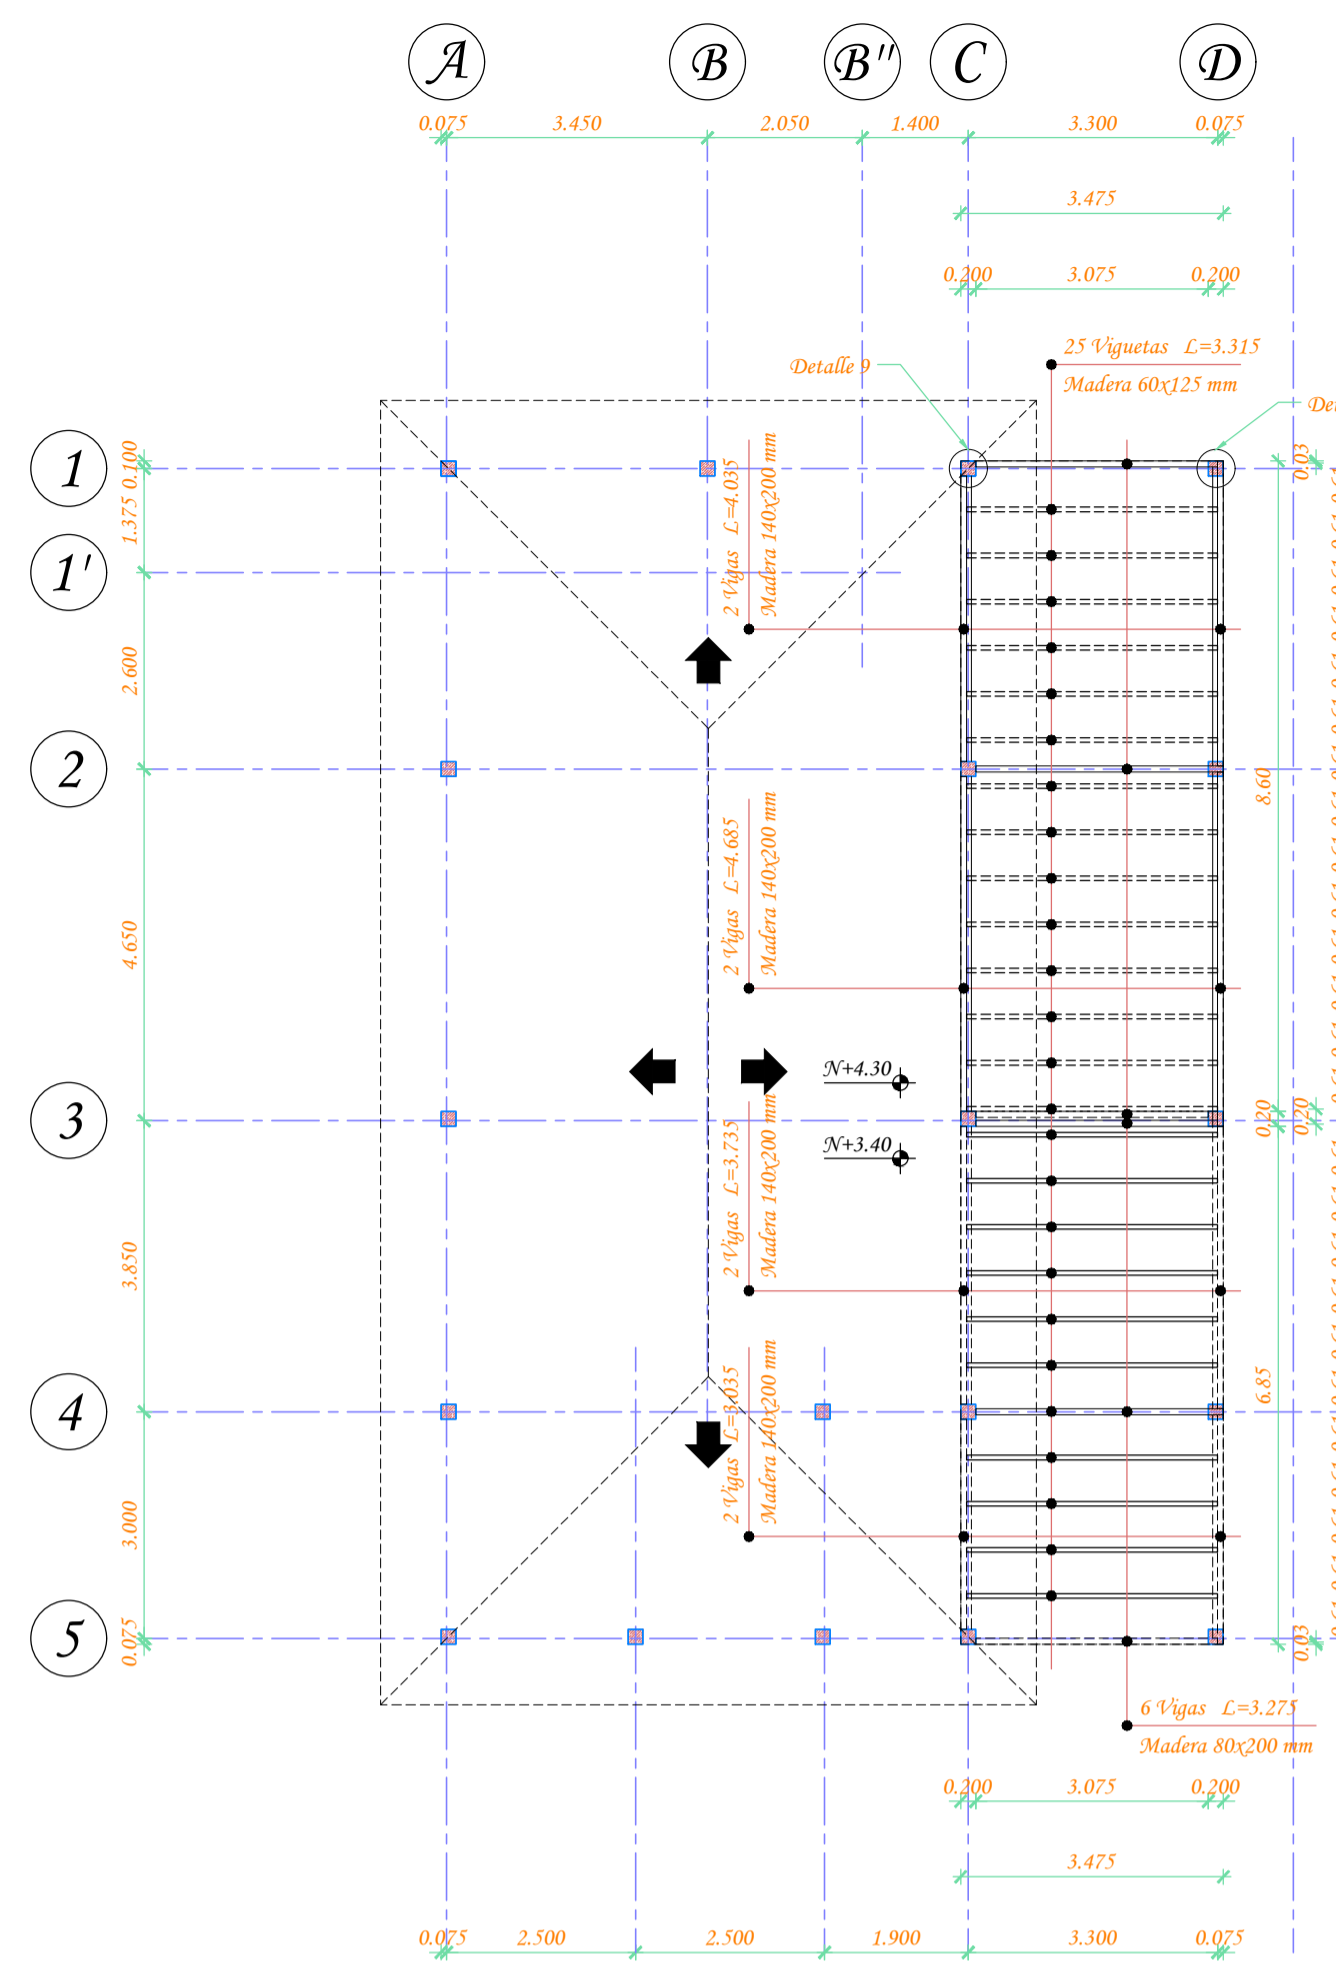 A B B" C D
0.075 3.450 2.050 1.400 3.300 0.075
3.475
0.200 3.075 0.200
25 Viguetas L=3.315
Madera 60x125 mm
Detalle 9
1
1'
2
3
4
5
0.100
1.375
2.600
4.650
3.850
3.000
0.075
2 Vigas L=4.035
Madera 140x200 mm
2 Vigas L=4.685
Madera 140x200 mm
N+4.30
N+3.40
2 Vigas L=3.735
Madera 140x200 mm
2 Vigas L=3.035
Madera 140x200 mm
0.03
8.60
0.20
0.20
6.85
0.03
6 Vigas L=3.275
Madera 80x200 mm
0.200 3.075 0.200
3.475
0.075 2.500 2.500 1.900 3.300 0.075